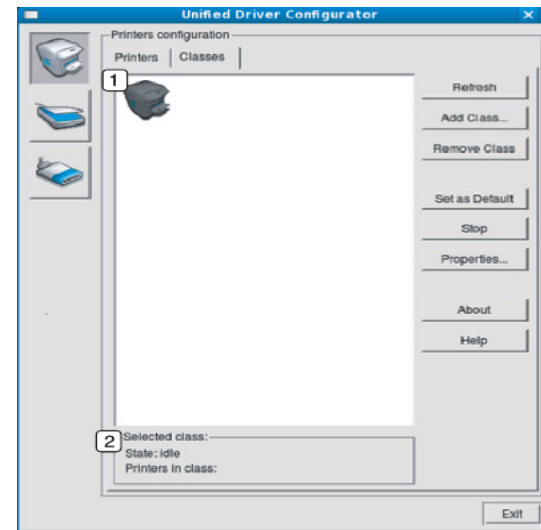 Unified Driver Configurator
Printers configuration
Printers
Classes
1
Refresh
Add Class...
Remove Class
Set as Default
Stop
Properties...
About
Help
2
Selected class:
State: idle
Printers in class:
Exit